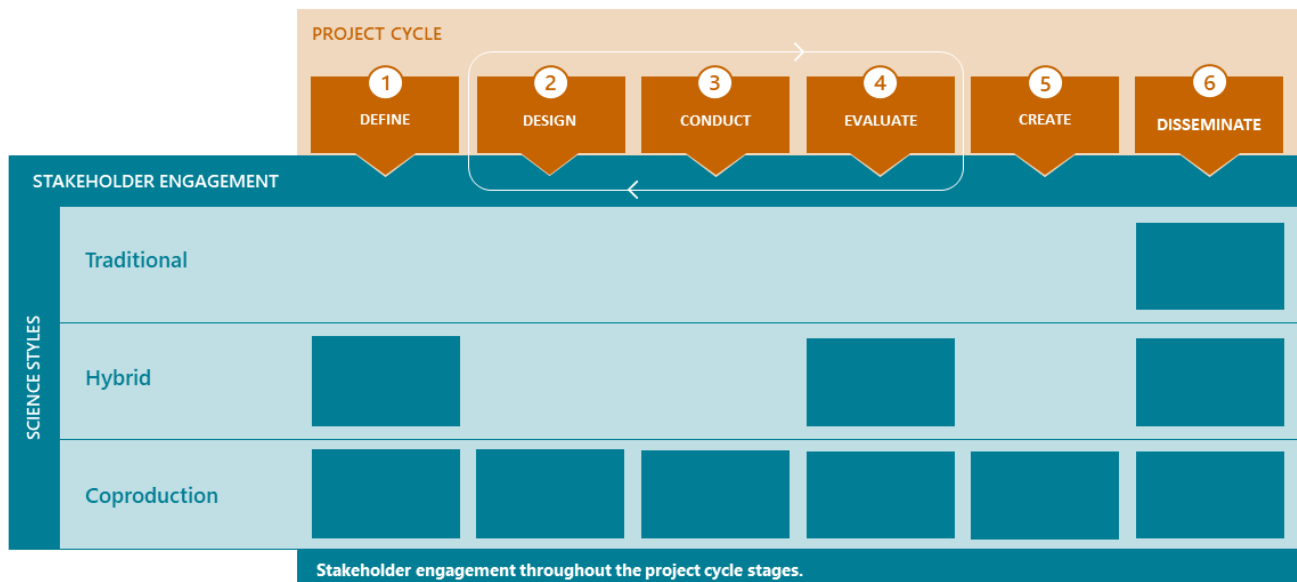 PROJECT CYCLE
1
2
3
4
5
6
DEFINE
DESIGN
CONDUCT
EVALUATE
CREATE
DISSEMINATE
STAKEHOLDER ENGAGEMENT
SCIENCE STYLES
Traditional
Hybrid
Coproduction
Stakeholder engagement throughout the project cycle stages.